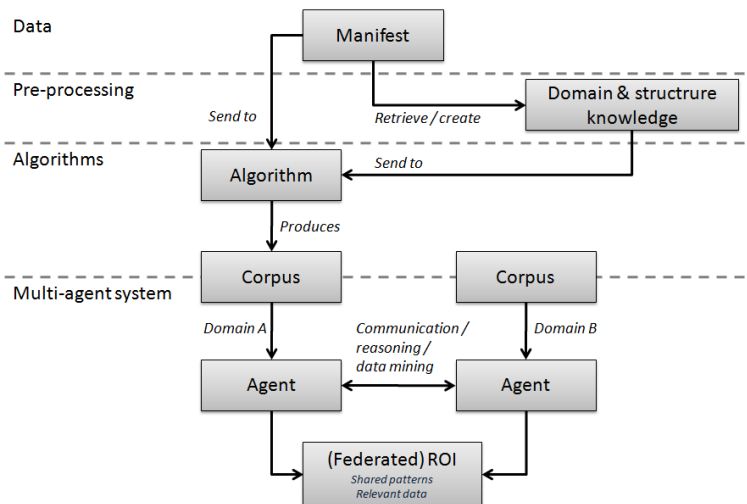 Data
Manifest
Pre-processing
Domain & structrure
knowledge
Send to
Retrieve / create
Algorithms
Send to
Algorithm
Produces
Corpus
Corpus
Multi-agent system
Domain A
Communication /
reasoning /
data mining
Domain B
Agent
Agent
(Federated) ROI
Shared patterns
Relevant data